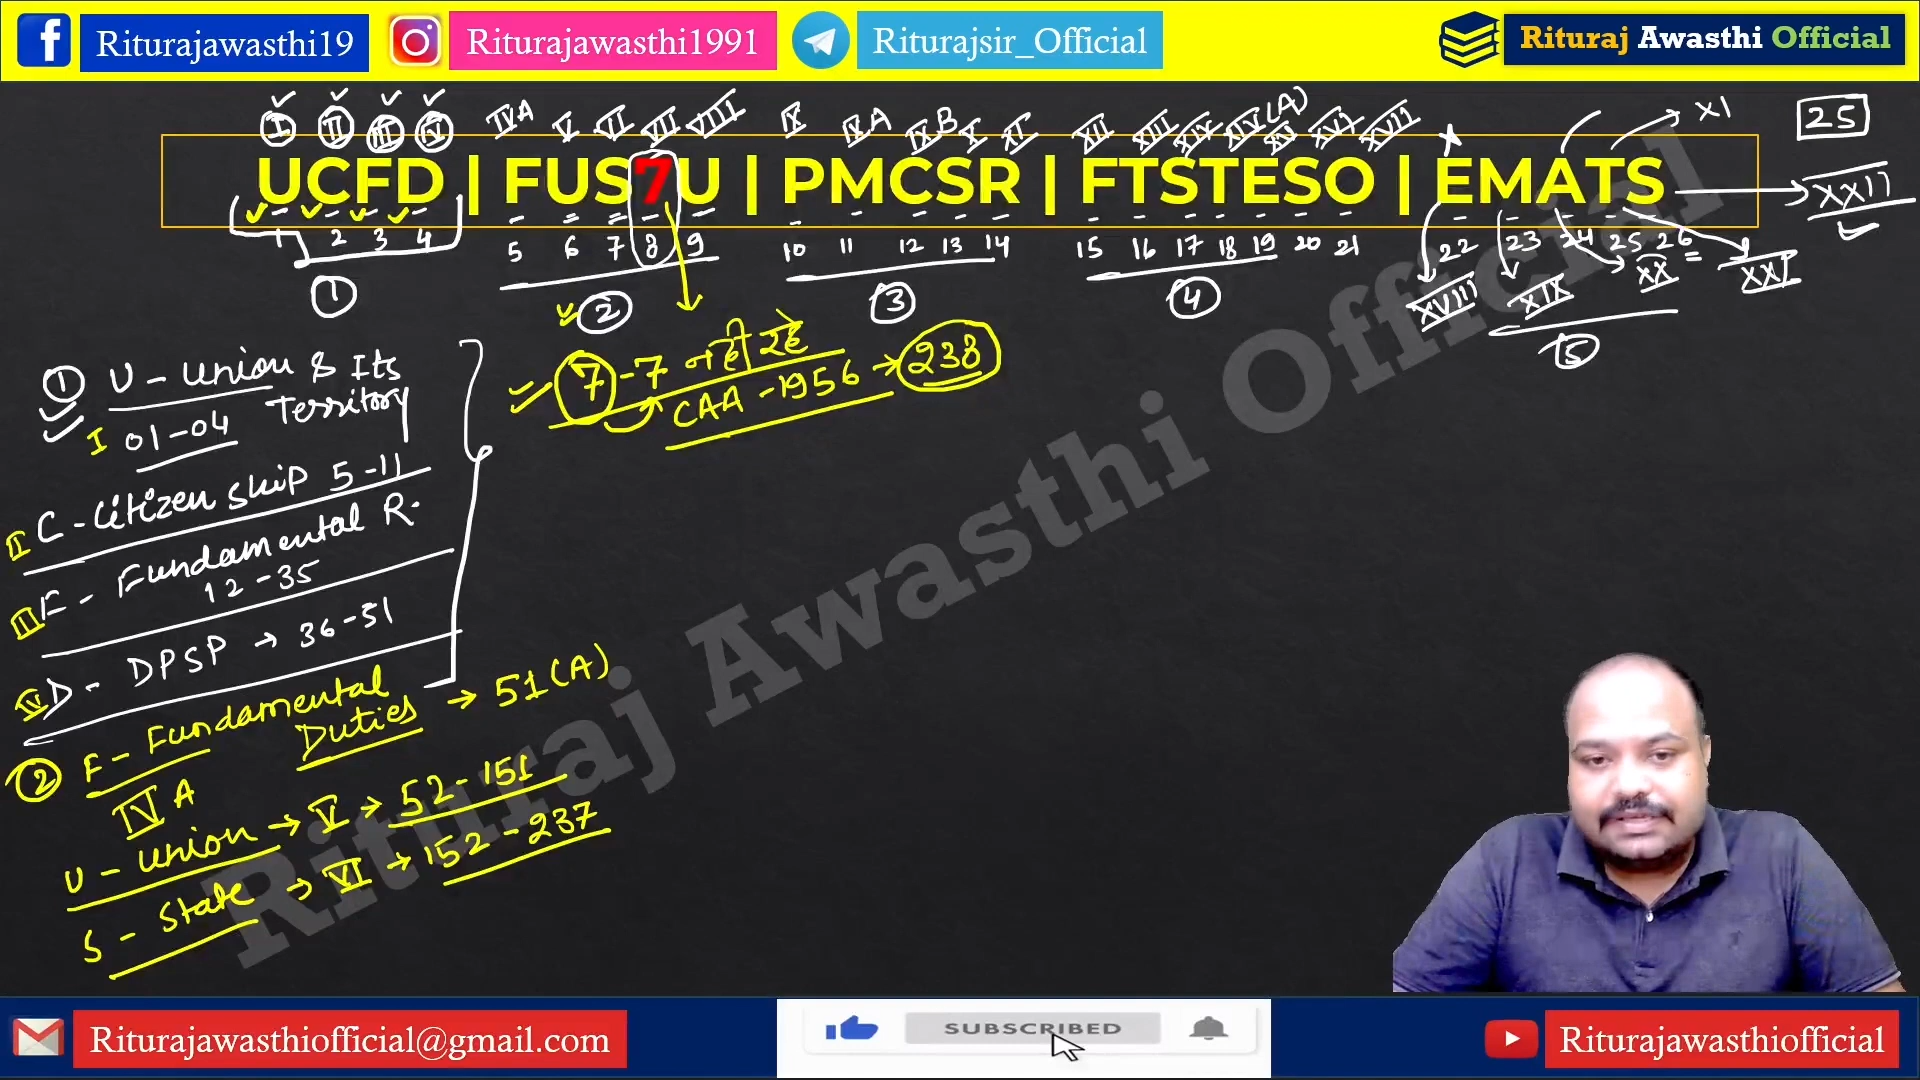 Riturajawasthi19
Riturajawasthi1991
Riturajsir_Official
Rituraj Awasthi Official
I II III IV IVA V VI VII VIII IX IXA IXB X XI XII XIII XIV XIV(A) XV XVI XVII
XI
25
UCFD | FUS7U | PMCSR | FTSTESO | EMATS
XXII
1 2 3 4 5 6 7 8 9 10 11 12 13 14 15 16 17 18 19 20 21 22 23 24 25 26
XVIII XIX XX XXI
1 2 3 4 5
1 U - Union & Its
Territory
I 01-04
II C - Citizenship 5-11
III F - Fundamental R.
12-35
IV D - DPSP → 36-51
2 F - Fundamental
Duties → 51(A)
IV A
U - Union → V → 52-151
S - State → VI → 152-237
7 - 7 नहीं रहे
CAA - 1956 → 238
Rituraj Awasthi Official
Riturajawasthiofficial@gmail.com
SUBSCRIBED
Riturajawasthiofficial